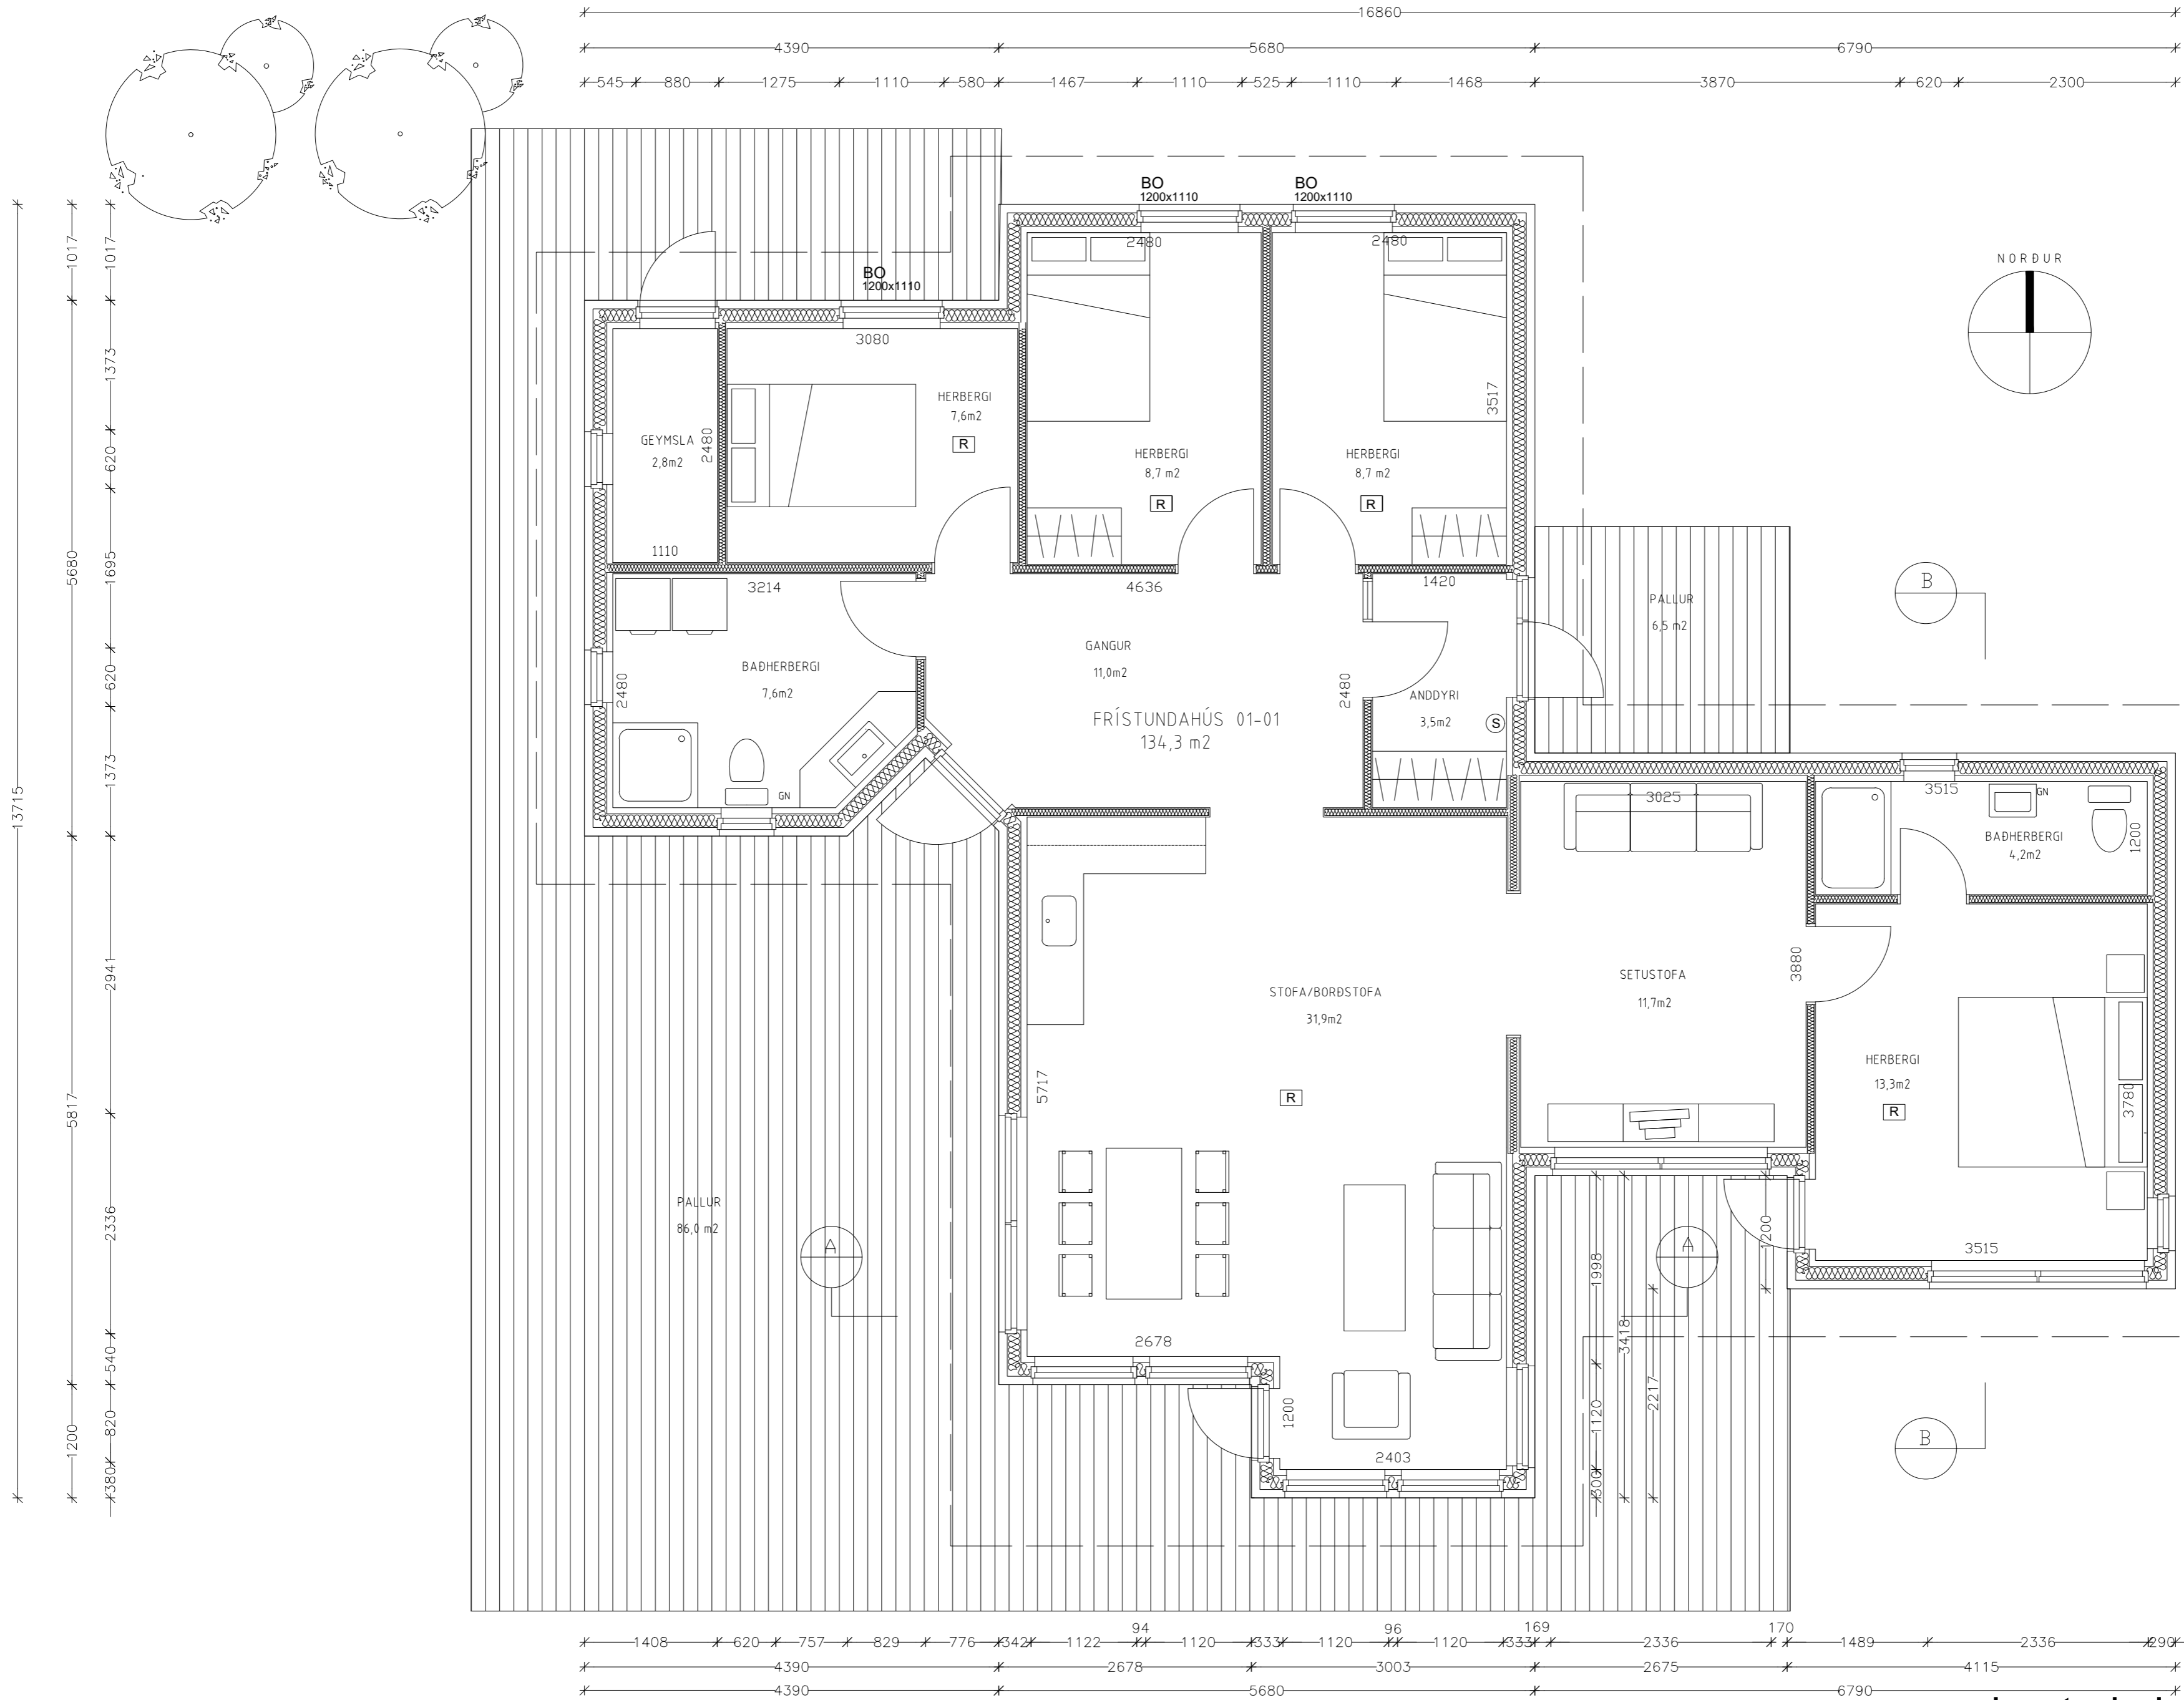 16860
4390 5680 6790
545 880 1275 1110 580 1467 1110 525 1110 1468 3870 620 2300
BO
1200x1110
BO
1200x1110
BO
1200x1110
2480
2480
3080
NORÐUR
HERBERGI
7,6m2
R
GEYMSLA
2,8m2
2480
1110
HERBERGI
8,7 m2
R
HERBERGI
8,7 m2
R
3517
3214
4636
1420
PALLUR
6,5 m2
B
BAÐHERBERGI
7,6m2
2480
GN
GANGUR
11,0m2
2480
FRÍSTUNDAHÚS 01-01
134,3 m2
ANDDYRI
3,5m2
S
3025
3515
GN
BAÐHERBERGI
4,2m2
1200
STOFA/BORÐSTOFA
31,9m2
R
5717
SETUSTOFA
11,7m2
3880
HERBERGI
13,3m2
R
3780
3515
PALLUR
86,0 m2
A
A
2678
1200
2403
1998
1120
300
3418
2217
1200
B
13715
1017
5680
5817
1200
1017
1373
620
1695
620
1373
2941
2336
540
820
380
1408 620 757 829 776 342 1122 94 1120 333 1120 96 1120 333 169 2336 170 1489 2336 290
4390 2678 3003 2675 4115
4390 5680 6790